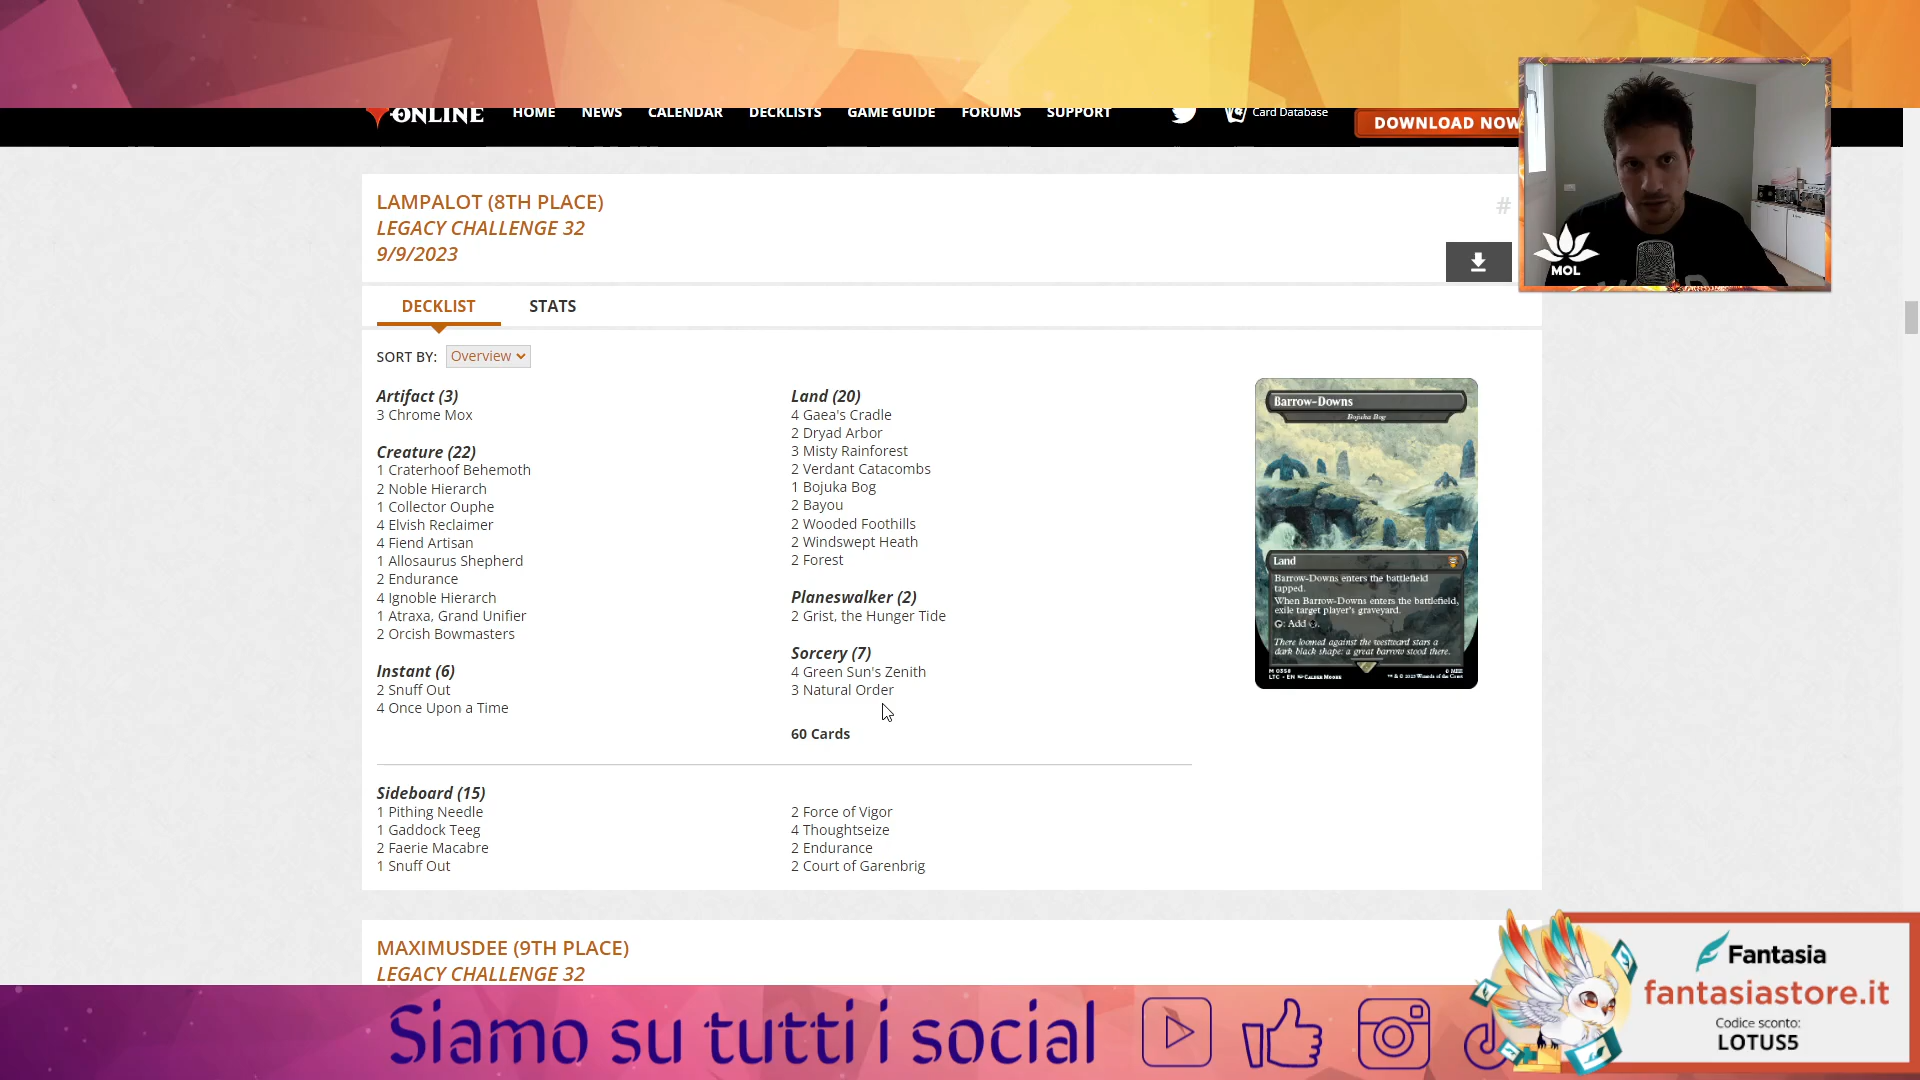 ONLINE
HOME
NEWS
CALENDAR
DECKLISTS
GAME GUIDE
FORUMS
SUPPORT
Card Database
DOWNLOAD NOW
LAMPALOT (8TH PLACE)
LEGACY CHALLENGE 32
9/9/2023
#
MOL
DECKLIST
STATS
SORT BY: Overview
Artifact (3)
3 Chrome Mox
Creature (22)
1 Craterhoof Behemoth
2 Noble Hierarch
1 Collector Ouphe
4 Elvish Reclaimer
4 Fiend Artisan
1 Allosaurus Shepherd
2 Endurance
4 Ignoble Hierarch
1 Atraxa, Grand Unifier
2 Orcish Bowmasters
Instant (6)
2 Snuff Out
4 Once Upon a Time
Land (20)
4 Gaea's Cradle
2 Dryad Arbor
3 Misty Rainforest
2 Verdant Catacombs
1 Bojuka Bog
2 Bayou
2 Wooded Foothills
2 Windswept Heath
2 Forest
Planeswalker (2)
2 Grist, the Hunger Tide
Sorcery (7)
4 Green Sun's Zenith
3 Natural Order
60 Cards
Barrow-Downs
Bojuka Bog
Land
Barrow-Downs enters the battlefield
tapped.
When Barrow-Downs enters the battlefield,
exile target player's graveyard.
: Add .
There loomed against the westward stars a
dark black shape: a great barrow stood there.
M 0358
LTC • EN CALDER MOORE
Sideboard (15)
1 Pithing Needle
1 Gaddock Teeg
2 Faerie Macabre
1 Snuff Out
2 Force of Vigor
4 Thoughtseize
2 Endurance
2 Court of Garenbrig
MAXIMUSDEE (9TH PLACE)
LEGACY CHALLENGE 32
Siamo su tutti i social
Fantasia
fantasiastore.it
Codice sconto:
LOTUS5